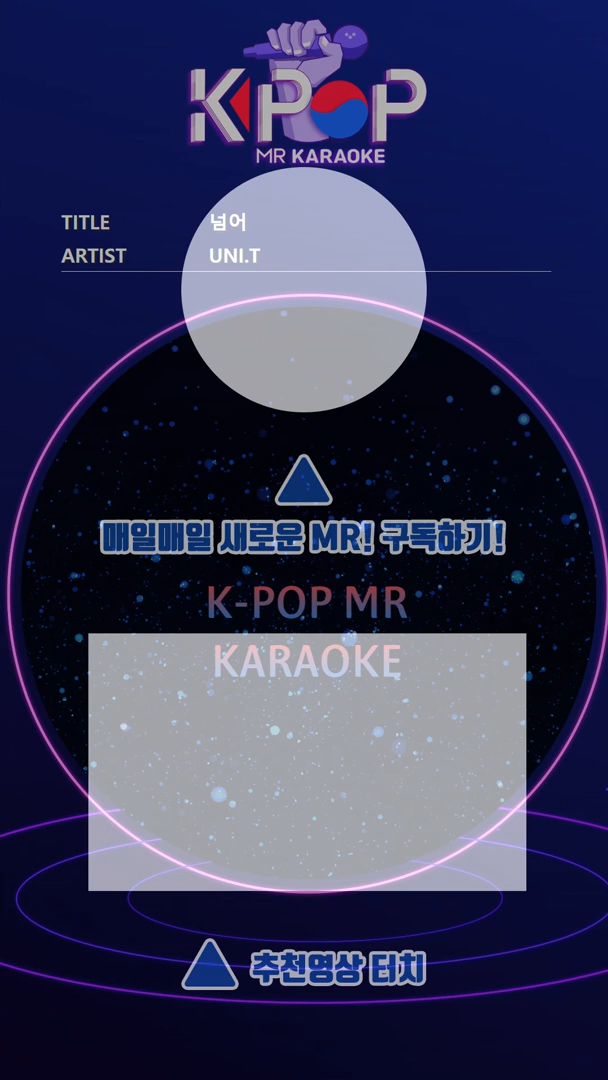 KPOP
MR KARAOKE
TITLE 넘어
ARTIST UNI.T
매일매일 새로운 MR! 구독하기!
K-POP MR
KARAOKE
추천영상 터치